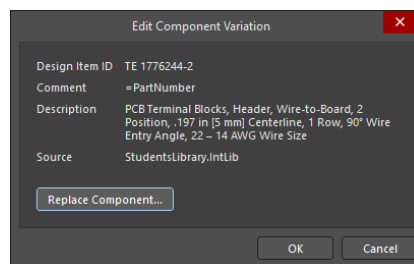 Edit Component Variation
Design Item ID TE 1776244-2
Comment =PartNumber
Description PCB Terminal Blocks, Header, Wire-to-Board, 2
Position, .197 in [5 mm] Centerline, 1 Row, 90° Wire
Entry Angle, 22 – 14 AWG Wire Size
Source StudentsLibrary.IntLib
Replace Component...
OK Cancel